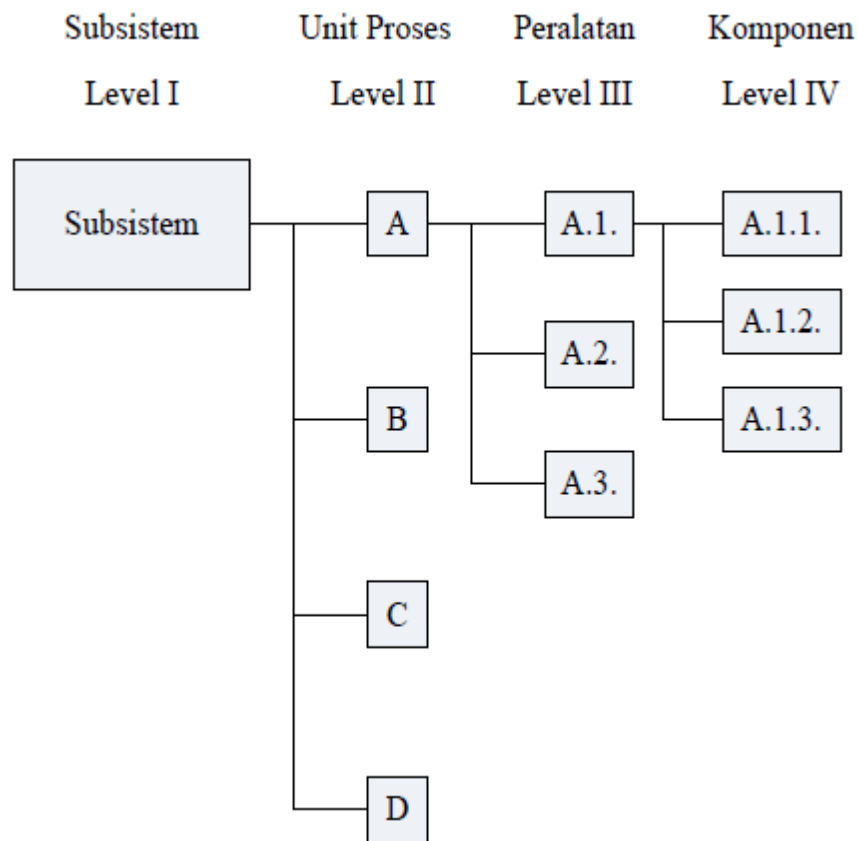 Subsistem Unit Proses Peralatan Komponen
Level I Level II Level III Level IV
Subsistem A A.1. A.1.1.
A.1.2.
A.2.
B A.1.3.
A.3.
C
D